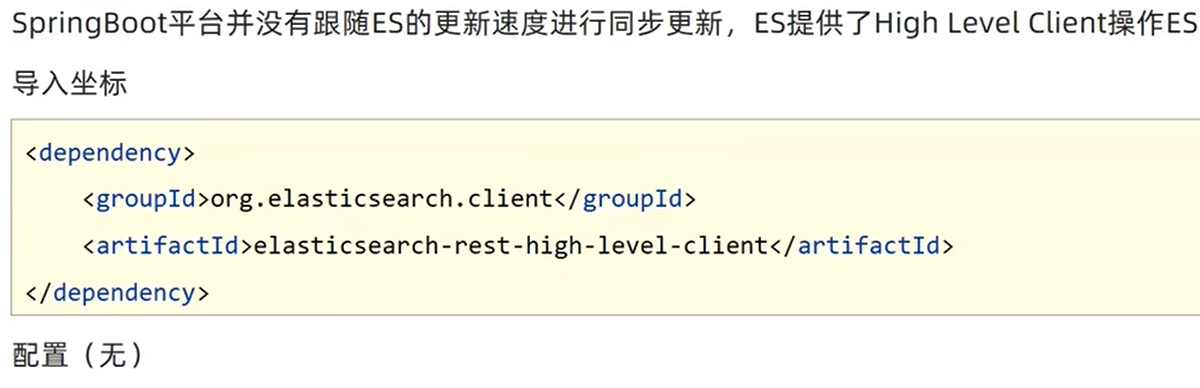 SpringBoot平台并没有跟随ES的更新速度进行同步更新，ES提供了High Level Client操作ES
导入坐标
<dependency>
    <groupId>org.elasticsearch.client</groupId>
    <artifactId>elasticsearch-rest-high-level-client</artifactId>
</dependency>
配置（无）